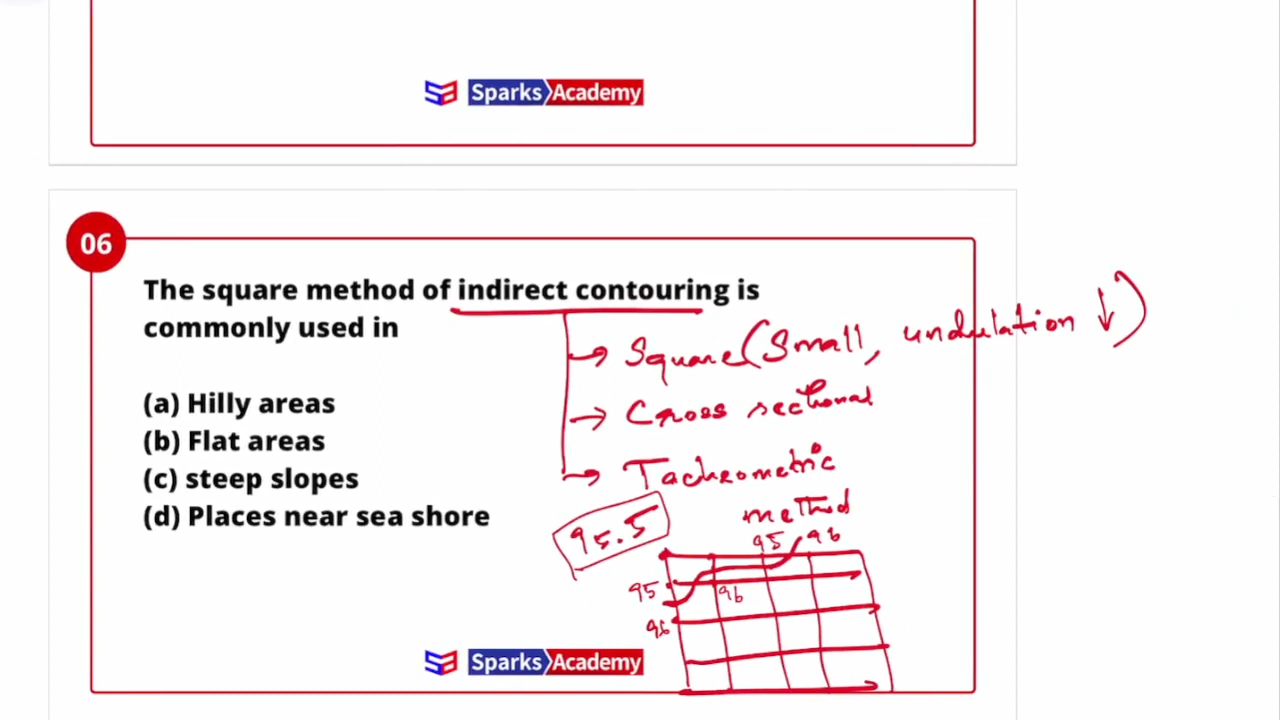 Sparks Academy
06
The square method of indirect contouring is
commonly used in
Square (Small, undulation ↓)
(a) Hilly areas
Cross sectional
(b) Flat areas
(c) steep slopes
Tacheometric
method
(d) Places near sea shore
95.5
95 96
95 96
96
Sparks Academy